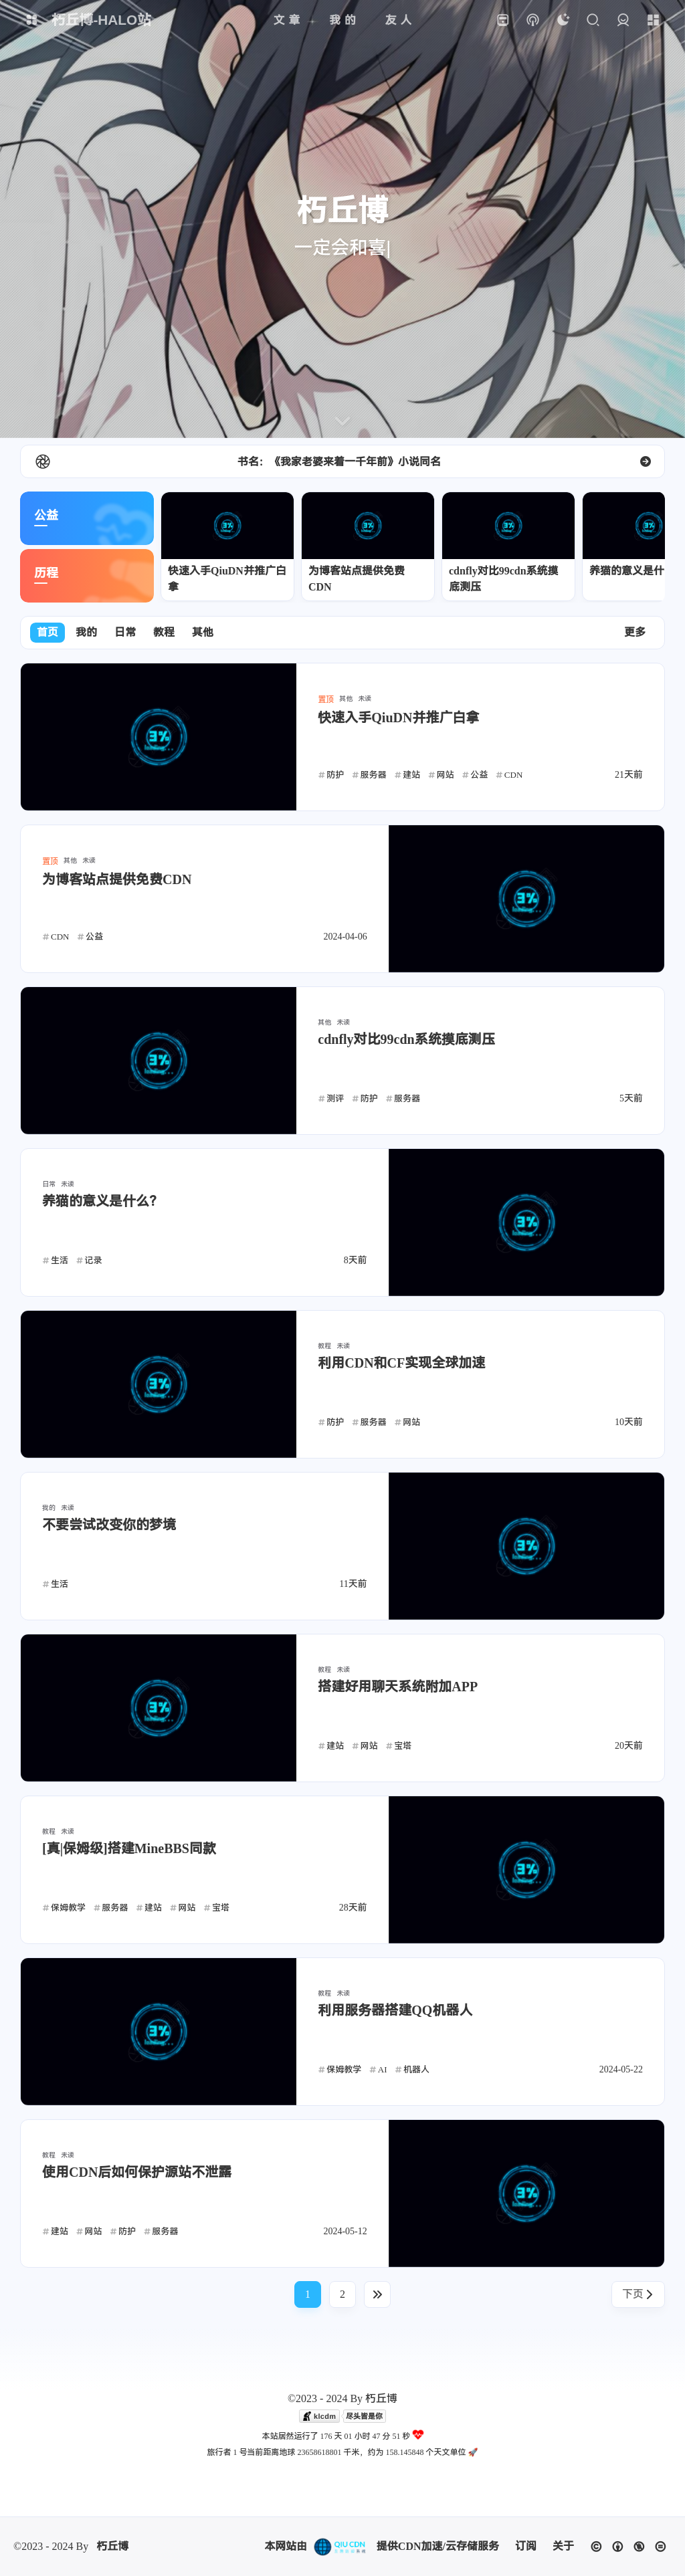 朽丘博-HALO站
文章 我的 友人
朽丘博
一定会和喜|
书名：《我家老婆来着一千年前》小说同名
公益
历程
3%
快速入手QiuDN并推广白拿
3%
为博客站点提供免费CDN
3%
cdnfly对比99cdn系统摸底测压
3%
养猫的意义是什
首页 我的 日常 教程 其他 更多
3%
loading...
置顶 其他 未读
快速入手QiuDN并推广白拿
# 防护 # 服务器 # 建站 # 网站 # 公益 # CDN 21天前
置顶 其他 未读
为博客站点提供免费CDN
# CDN # 公益 2024-04-06
3%
loading...
3%
loading...
其他 未读
cdnfly对比99cdn系统摸底测压
# 测评 # 防护 # 服务器 5天前
日常 未读
养猫的意义是什么？
# 生活 # 记录 8天前
3%
loading...
3%
loading...
教程 未读
利用CDN和CF实现全球加速
# 防护 # 服务器 # 网站 10天前
我的 未读
不要尝试改变你的梦境
# 生活 11天前
3%
loading...
3%
loading...
教程 未读
搭建好用聊天系统附加APP
# 建站 # 网站 # 宝塔 20天前
教程 未读
[真|保姆级]搭建MineBBS同款
# 保姆教学 # 服务器 # 建站 # 网站 # 宝塔 28天前
3%
loading...
3%
loading...
教程 未读
利用服务器搭建QQ机器人
# 保姆教学 # AI # 机器人 2024-05-22
教程 未读
使用CDN后如何保护源站不泄露
# 建站 # 网站 # 防护 # 服务器 2024-05-12
3%
loading...
1 2 下页
©2023 - 2024 By 朽丘博
klcdm 尽头皆是你
本站居然运行了 176 天 01 小时 47 分 51 秒
旅行者 1 号当前距离地球 23658618801 千米，约为 158.145848 个天文单位 🚀
©2023 - 2024 By 朽丘博 本网站由 QIU CDN 提供CDN加速/云存储服务 订阅 关于